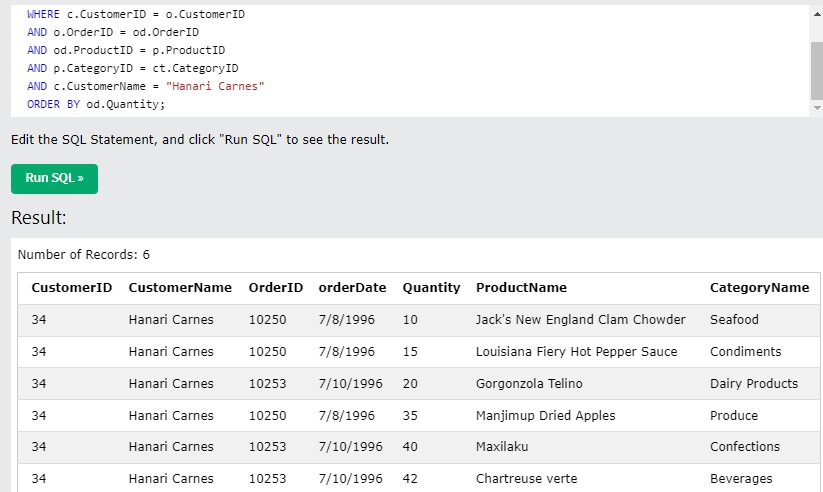 WHERE c.CustomerID = o.CustomerID
AND o.OrderID = od.OrderID
AND od.ProductID = p.ProductID
AND p.CategoryID = ct.CategoryID
AND c.CustomerName = "Hanari Carnes"
ORDER BY od.Quantity;
Edit the SQL Statement, and click "Run SQL" to see the result.
Run SQL »
Result:
Number of Records: 6
CustomerID CustomerName OrderID orderDate Quantity ProductName CategoryName
34 Hanari Carnes 10250 7/8/1996 10 Jack's New England Clam Chowder Seafood
34 Hanari Carnes 10250 7/8/1996 15 Louisiana Fiery Hot Pepper Sauce Condiments
34 Hanari Carnes 10253 7/10/1996 20 Gorgonzola Telino Dairy Products
34 Hanari Carnes 10250 7/8/1996 35 Manjimup Dried Apples Produce
34 Hanari Carnes 10253 7/10/1996 40 Maxilaku Confections
34 Hanari Carnes 10253 7/10/1996 42 Chartreuse verte Beverages